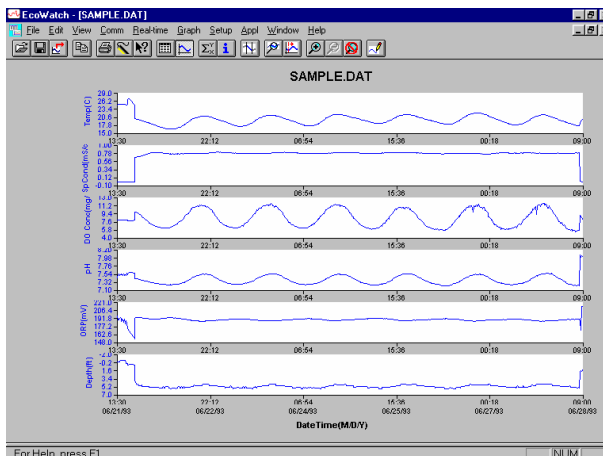 EcoWatch - [SAMPLE.DAT]
File Edit View Comm Real-time Graph Setup Appl Window Help
SAMPLE.DAT
Temp(C)
29.0
26.2
23.4
20.6
17.8
15.0
13:30 22:12 06:54 15:36 00:18 09:00
SpCond(mS/c
1.00
0.78
0.56
0.34
0.12
-0.10
13:30 22:12 06:54 15:36 00:18 09:00
DO Conc(mg/
13.0
11.2
9.4
7.6
5.8
4.0
13:30 22:12 06:54 15:36 00:18 09:00
pH
8.20
7.98
7.76
7.54
7.32
7.10
13:30 22:12 06:54 15:36 00:18 09:00
ORP(mV)
221.0
206.4
191.8
177.2
162.6
148.0
13:30 22:12 06:54 15:36 00:18 09:00
Depth(ft)
-2.0
-0.2
1.6
3.4
5.2
7.0
13:30 22:12 06:54 15:36 00:18 09:00
06/21/93 06/22/93 06/24/93 06/25/93 06/27/93 06/28/93
DateTime(M/D/Y)
For Help, press F1
NUM